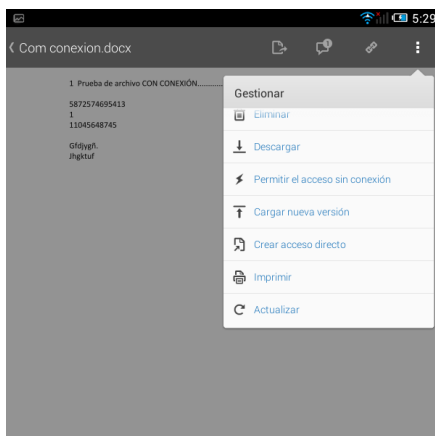 5:29
Com conexion.docx
1
1 Prueba de archivo CON CONEXIÓN............
5872574695413
1
11045648745
Gfdjygñ.
Jhgktuf
Gestionar
Eliminar
Descargar
Permitir el acceso sin conexión
Cargar nueva versión
Crear acceso directo
Imprimir
Actualizar